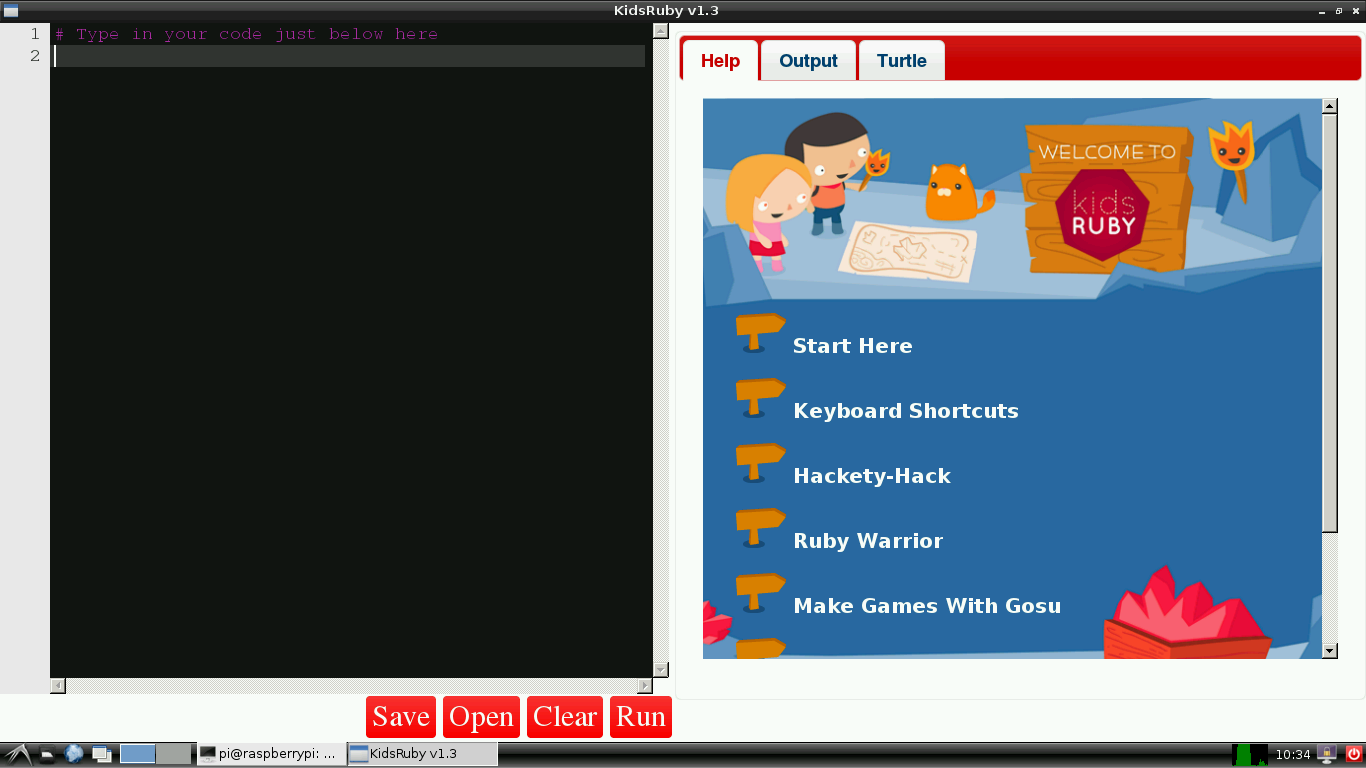 KidsRuby v1.3
1 # Type in your code just below here
2
Help Output Turtle
WELCOME TO
kids
RUBY
Start Here
Keyboard Shortcuts
Hackety-Hack
Ruby Warrior
Make Games With Gosu
Save Open Clear Run
pi@raspberrypi: ... KidsRuby v1.3 10:34